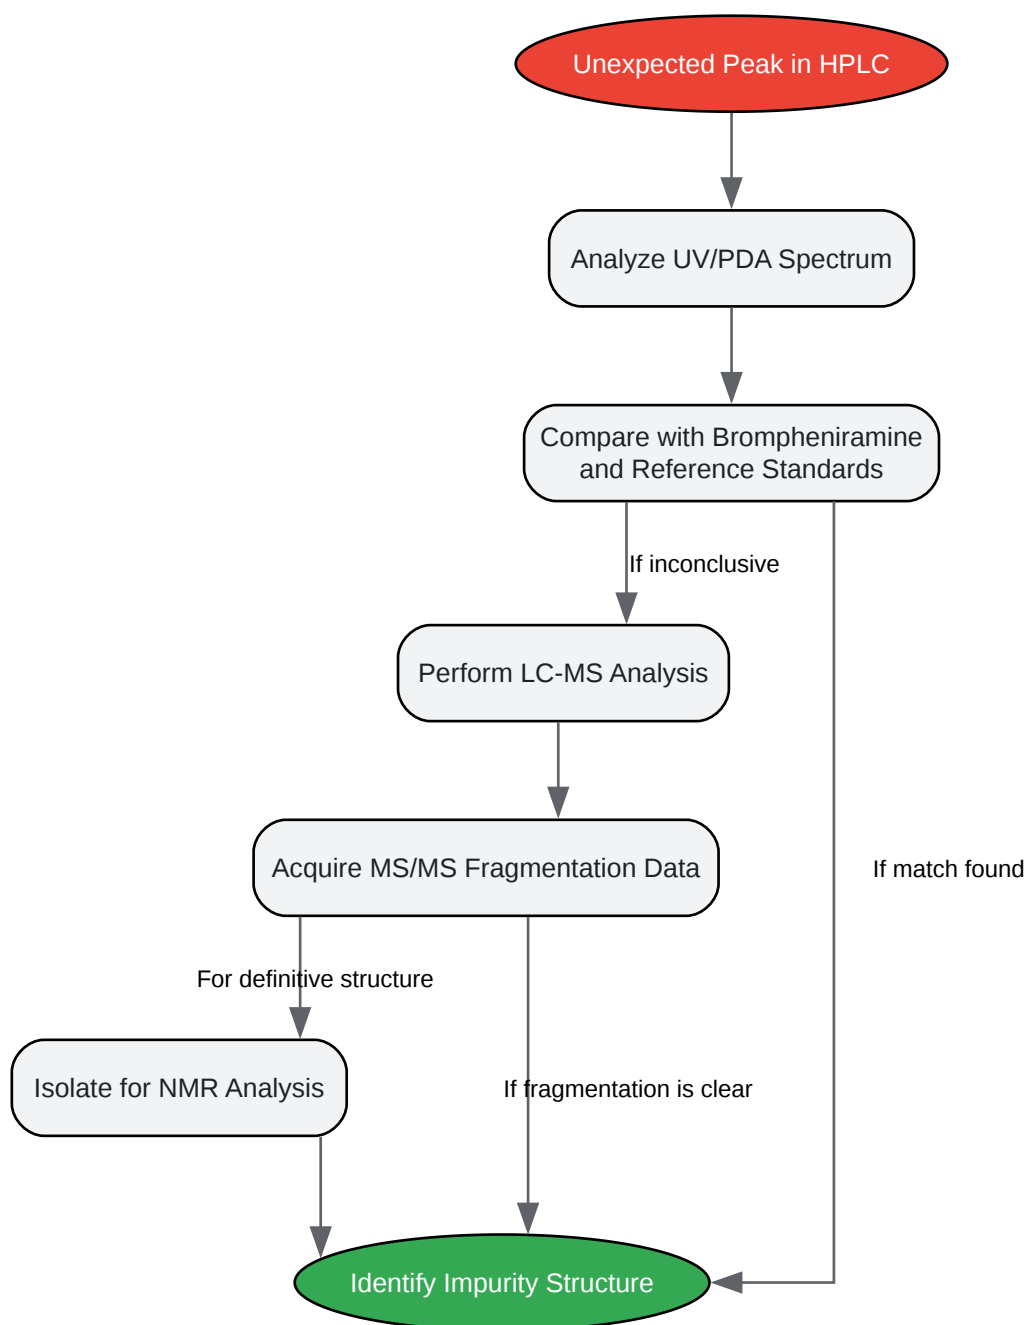 Unexpected Peak in HPLC
Analyze UV/PDA Spectrum
Compare with Brompheniramine
and Reference Standards
If inconclusive
Perform LC-MS Analysis
Acquire MS/MS Fragmentation Data
If match found
For definitive structure
Isolate for NMR Analysis
If fragmentation is clear
Identify Impurity Structure